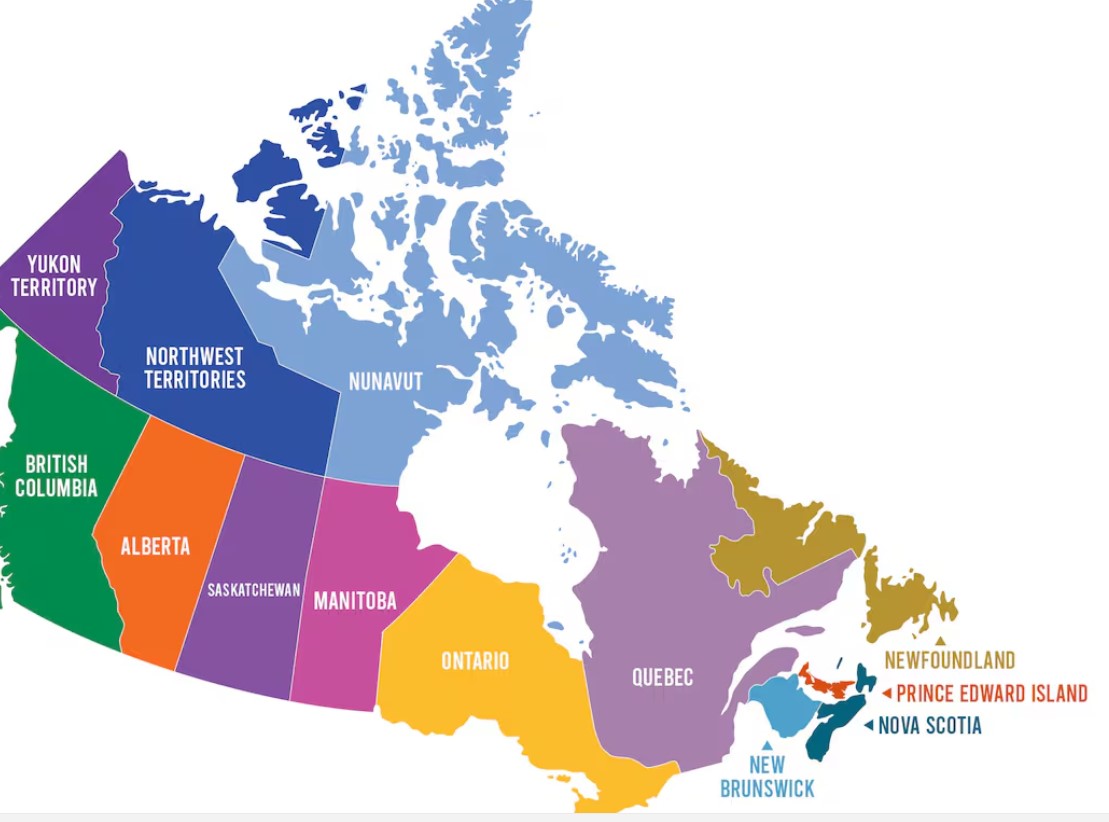 YUKON
TERRITORY
NORTHWEST
TERRITORIES
NUNAVUT
BRITISH
COLUMBIA
ALBERTA
SASKATCHEWAN
MANITOBA
ONTARIO
QUEBEC
NEWFOUNDLAND
PRINCE EDWARD ISLAND
NOVA SCOTIA
NEW
BRUNSWICK